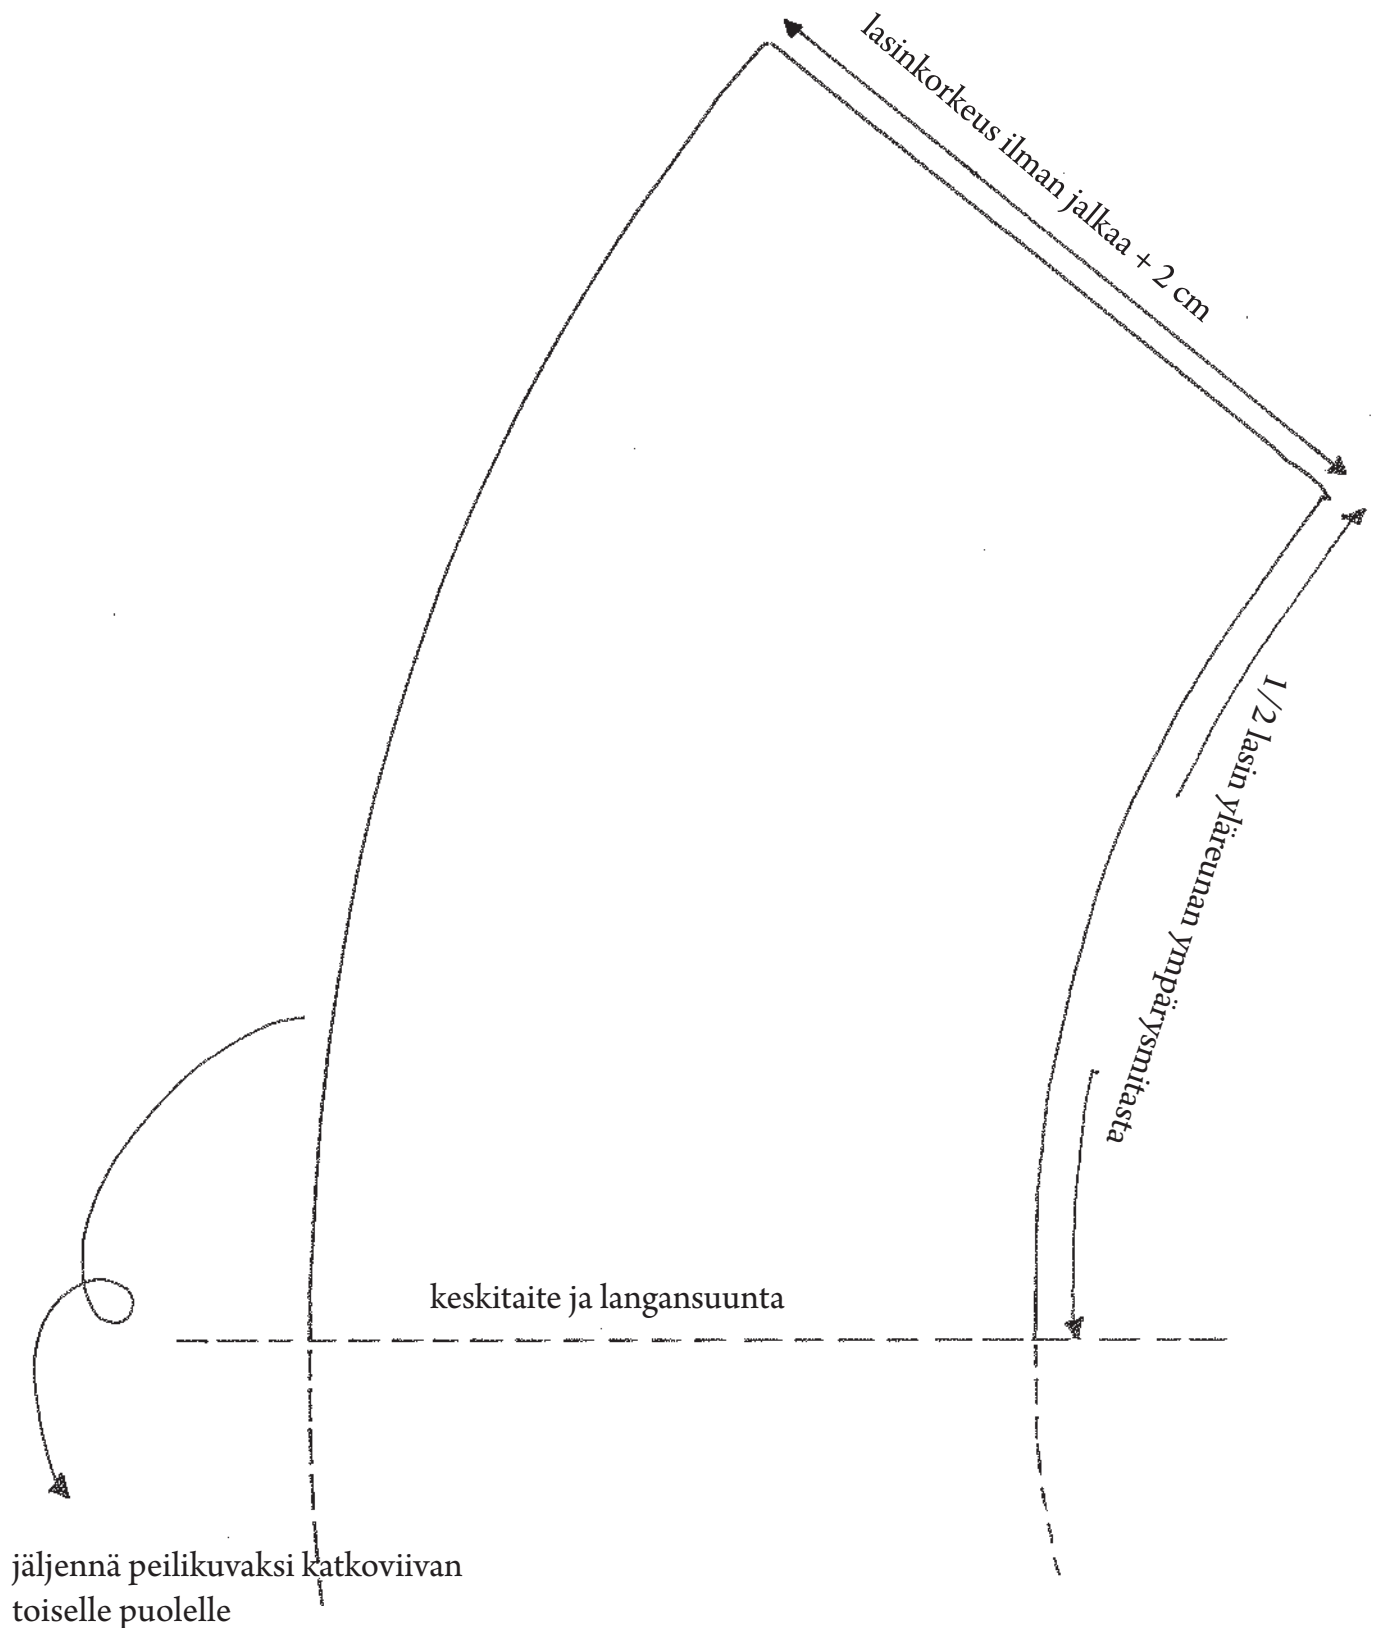 lasinkorkeus ilman jalkaa + 2 cm
1/2 lasin yläreunan ympärysmitasta
keskitaite ja langansuunta
jäljennä peilikuvaksi katkoviivan
toiselle puolelle